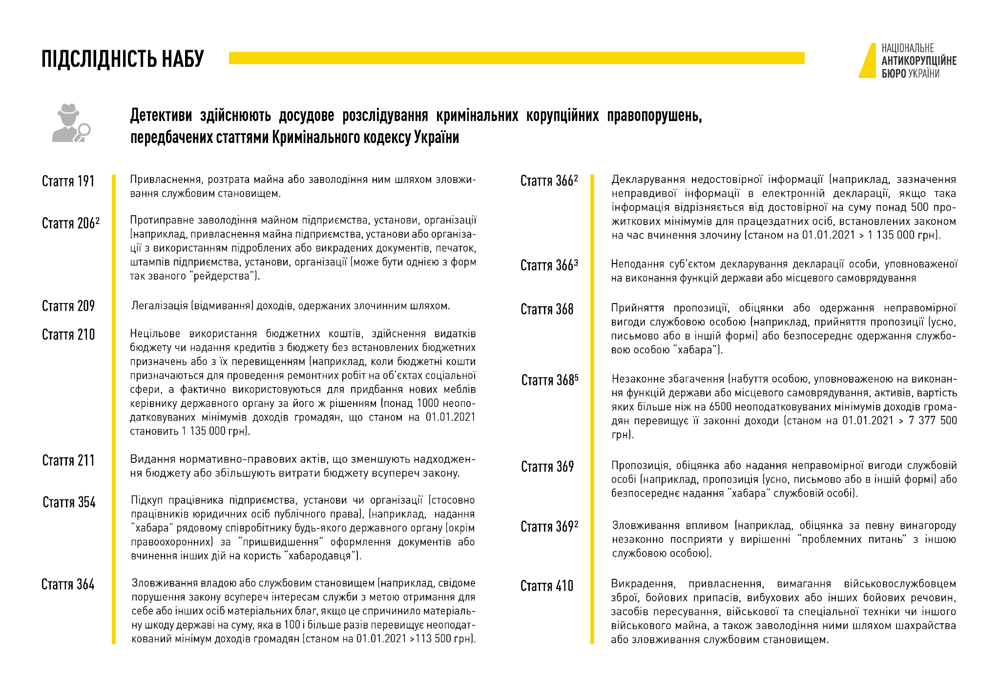 ПІДСЛІДНІСТЬ НАБУ
НАЦІОНАЛЬНЕ
АНТИКОРУПЦІЙНЕ
БЮРО УКРАЇНИ
Детективи здійснюють досудове розслідування кримінальних корупційних правопорушень,
передбачених статтями Кримінального кодексу України
Стаття 191
Привласнення, розтрата майна або заволодіння ним шляхом зловжи-
вання службовим становищем.
Стаття 206²
Протиправне заволодіння майном підприємства, установи, організації
(наприклад, привласнення майна підприємства, установи або організа-
ції з використанням підроблених або викрадених документів, печаток,
штампів підприємства, установи, організації (може бути однією з форм
так званого “рейдерства”).
Стаття 209
Легалізація (відмивання) доходів, одержаних злочинним шляхом.
Стаття 210
Нецільове використання бюджетних коштів, здійснення видатків
бюджету чи надання кредитів з бюджету без встановлених бюджетних
призначень або з їх перевищенням (наприклад, коли бюджетні кошти
призначаються для проведення ремонтних робіт на об’єктах соціальної
сфери, а фактично використовуються для придбання нових меблів
керівнику державного органу за його ж рішенням (понад 1000 неопо-
датковуваних мінімумів доходів громадян, що станом на 01.01.2021
становить 1 135 000 грн).
Стаття 211
Видання нормативно-правових актів, що зменшують надходжен-
ня бюджету або збільшують витрати бюджету всупереч закону.
Стаття 354
Підкуп працівника підприємства, установи чи організації (стосовно
працівників юридичних осіб публічного права), (наприклад, надання
“хабара” рядовому співробітнику будь-якого державного органу (окрім
правоохоронних) за “пришвидшення” оформлення документів або
вчинення інших дій на користь “хабародавця”).
Стаття 364
Зловживання владою або службовим становищем (наприклад, свідоме
порушення закону всупереч інтересам служби з метою отримання для
себе або інших осіб матеріальних благ, якщо це спричинило матеріаль-
ну шкоду державі на суму, яка в 100 і більше разів перевищує неоподат-
кований мінімум доходів громадян (станом на 01.01.2021 >113 500 грн).
Стаття 366²
Декларування недостовірної інформації (наприклад, зазначення
неправдивої інформації в електронній декларації, якщо така
інформація відрізняється від достовірної на суму понад 500 про-
житкових мінімумів для працездатних осіб, встановлених законом
на час вчинення злочину (станом на 01.01.2021 > 1 135 000 грн).
Стаття 366³
Неподання суб’єктом декларування декларації особи, уповноваженої
на виконання функцій держави або місцевого самоврядування
Стаття 368
Прийняття пропозиції, обіцянки або одержання неправомірної
вигоди службовою особою (наприклад, прийняття пропозиції (усно,
письмово або в іншій формі) або безпосереднє одержання службо-
вою особою “хабара”).
Стаття 368⁵
Незаконне збагачення (набуття особою, уповноваженою на виконан-
ня функцій держави або місцевого самоврядування, активів, вартість
яких більше ніж на 6500 неоподатковуваних мінімумів доходів грома-
дян перевищує її законні доходи (станом на 01.01.2021 > 7 377 500
грн).
Стаття 369
Пропозиція, обіцянка або надання неправомірної вигоди службовій
особі (наприклад, пропозиція (усно, письмово або в іншій формі) або
безпосереднє надання “хабара” службовій особі).
Стаття 369²
Зловживання впливом (наприклад, обіцянка за певну винагороду
незаконно посприяти у вирішенні “проблемних питань” з іншою
службовою особою).
Стаття 410
Викрадення, привласнення, вимагання військовослужбовцем
зброї, бойових припасів, вибухових або інших бойових речовин,
засобів пересування, військової та спеціальної техніки чи іншого
військового майна, а також заволодіння ними шляхом шахрайства
або зловживання службовим становищем.